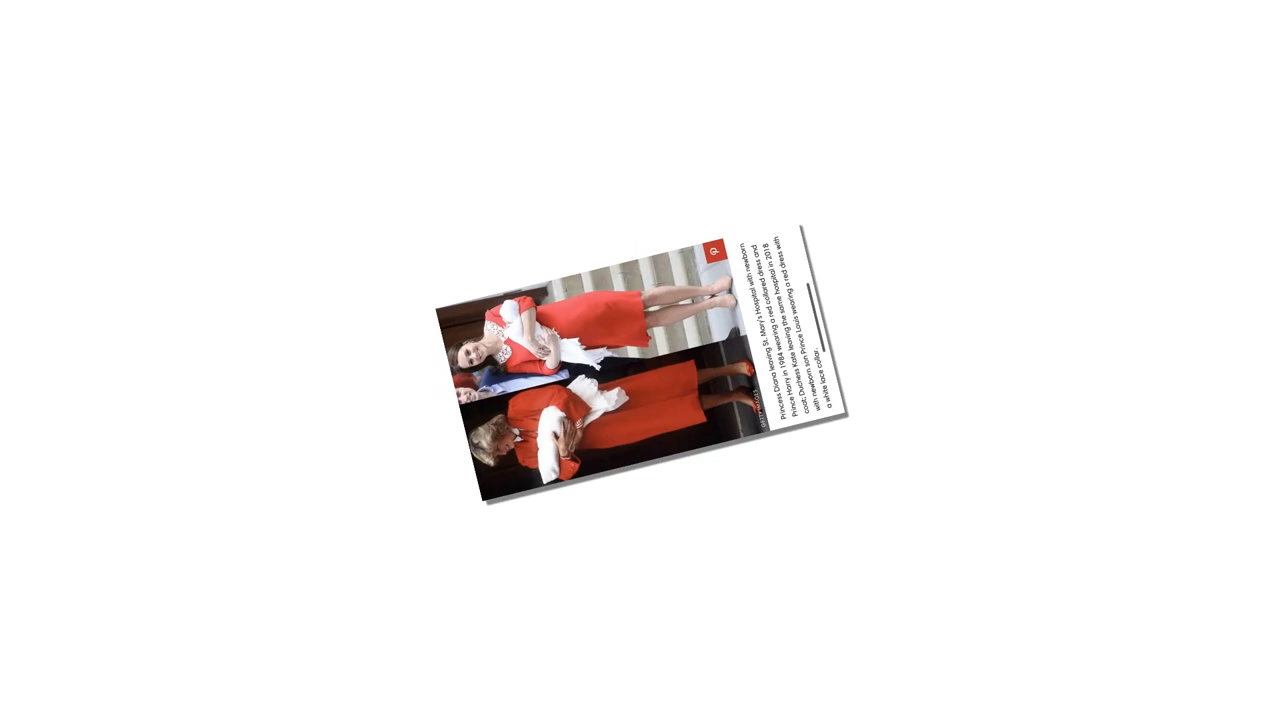 GETTY IMAGES
Princess Diana leaving St. Mary's Hospital with newborn
Prince Harry in 1984 wearing a red collared dress and
coat; Duchess Kate leaving the same hospital in 2018
with newborn son Prince Louis wearing a red dress with
a white lace collar.